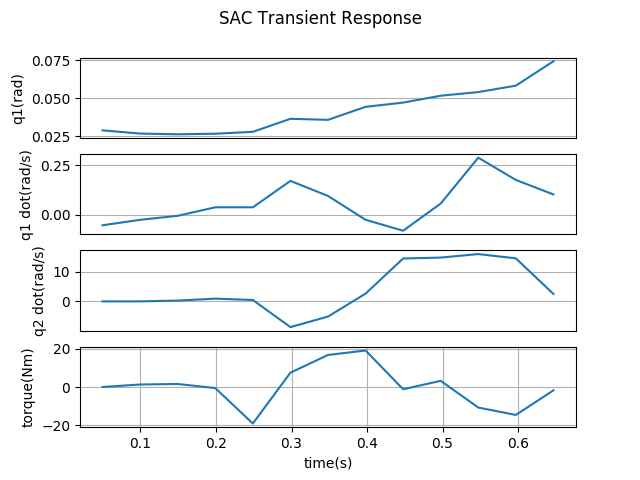 SAC Transient Response
0.075
0.050
0.025
q1(rad)
0.25
0.00
q1 dot(rad/s)
10
0
q2 dot(rad/s)
20
0
−20
torque(Nm)
0.1 0.2 0.3 0.4 0.5 0.6
time(s)